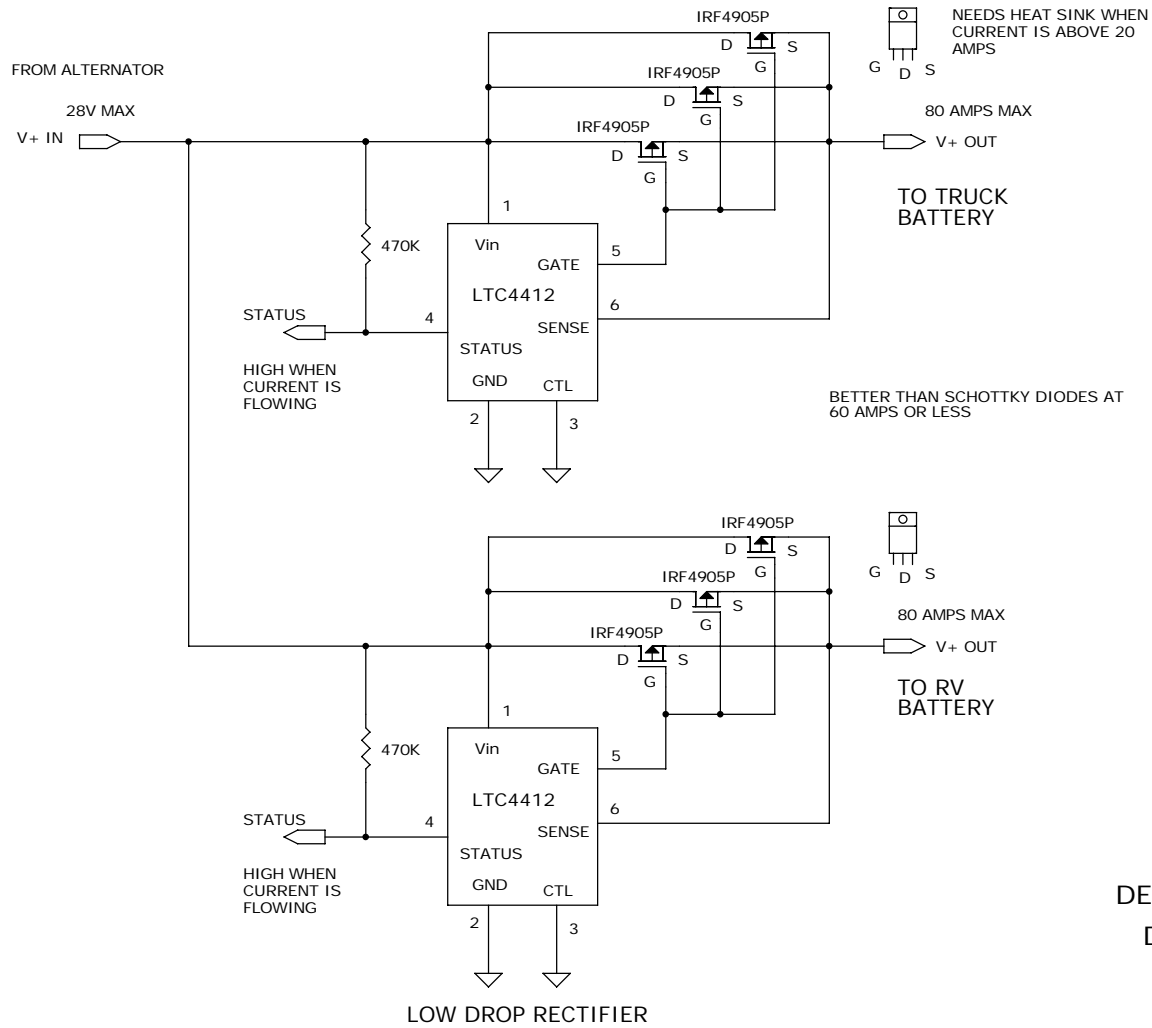 IRF4905P
NEEDS HEAT SINK WHEN
CURRENT IS ABOVE 20
AMPS
D
S
G
G D S
FROM ALTERNATOR
IRF4905P
D
S
G
28V MAX
IRF4905P
80 AMPS MAX
V+ IN
D
S
G
V+ OUT
TO TRUCK
BATTERY
1
Vin
470K
5
GATE
LTC4412
6
STATUS
4
SENSE
STATUS
HIGH WHEN
CURRENT IS
FLOWING
GND
CTL
2
3
BETTER THAN SCHOTTKY DIODES AT
60 AMPS OR LESS
IRF4905P
D
S
G
G D S
IRF4905P
D
S
G
80 AMPS MAX
IRF4905P
D
S
G
V+ OUT
TO RV
BATTERY
1
Vin
470K
5
GATE
LTC4412
6
STATUS
4
SENSE
STATUS
HIGH WHEN
CURRENT IS
FLOWING
GND
CTL
2
3
DE
D
LOW DROP RECTIFIER